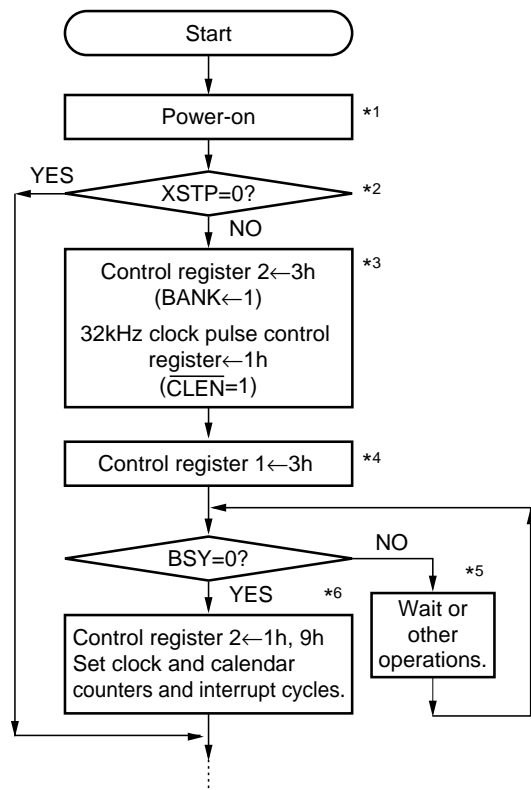 Start
Power-on
*1
YES
XSTP=0?
*2
NO
Control register 2←3h
(BANK←1)
*3
32kHz clock pulse control
register←1h
(C̅L̅E̅N̅=1)
Control register 1←3h
*4
BSY=0?
NO
*5
YES
*6
Wait or
other
operations.
Control register 2←1h, 9h
Set clock and calendar
counters and interrupt cycles.